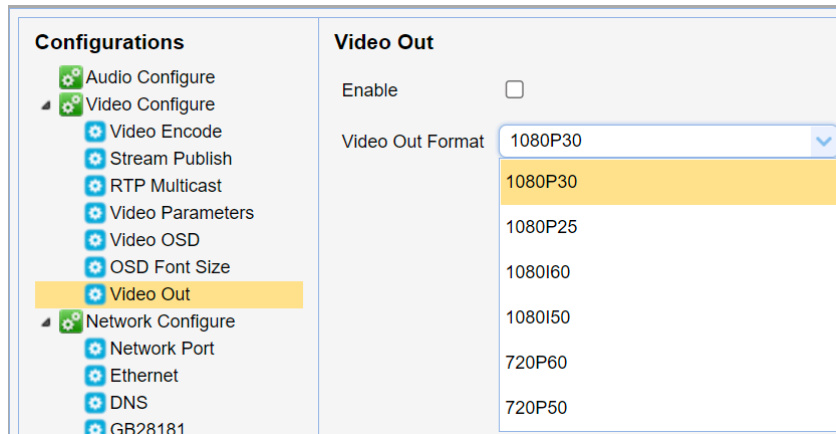 Configurations
Audio Configure
Video Configure
Video Encode
Stream Publish
RTP Multicast
Video Parameters
Video OSD
OSD Font Size
Video Out
Network Configure
Network Port
Ethernet
DNS
GB28181
Video Out
Enable
Video Out Format 1080P30
1080P30
1080P25
1080I60
1080I50
720P60
720P50